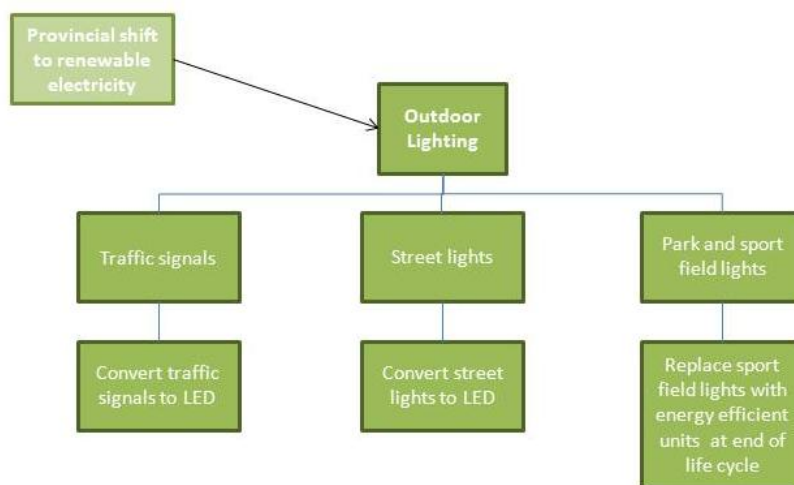 Provincial shift
to renewable
electricity
Outdoor
Lighting
Traffic signals
Street lights
Park and sport
field lights
Convert traffic
signals to LED
Convert street
lights to LED
Replace sport
field lights with
energy efficient
units at end of
life cycle